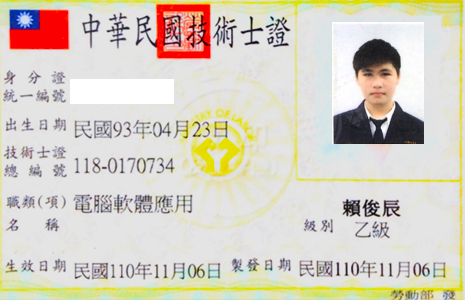 中華民國技術士證
身分證
統一編號
出生日期 民國93年04月23日
技術士證
總編號 118-0170734
職類(項)
名稱 電腦軟體應用
賴俊辰
級別 乙級
生效日期 民國110年11月06日 製發日期 民國110年11月06日
勞動部 發